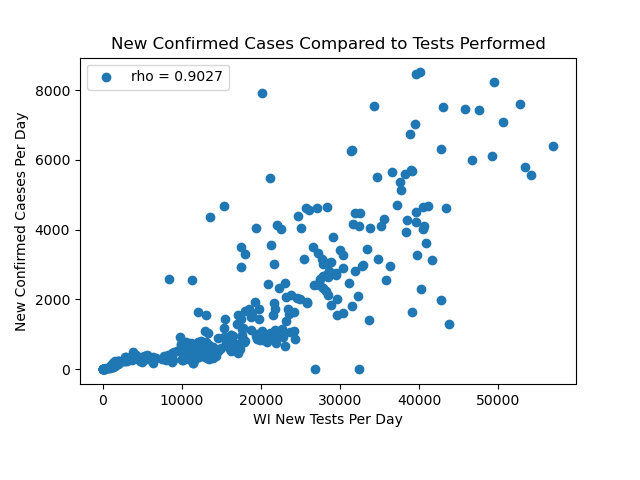 New Confirmed Cases Compared to Tests Performed
rho = 0.9027
New Confirmed Caeses Per Day
8000
6000
4000
2000
0
0 10000 20000 30000 40000 50000
WI New Tests Per Day